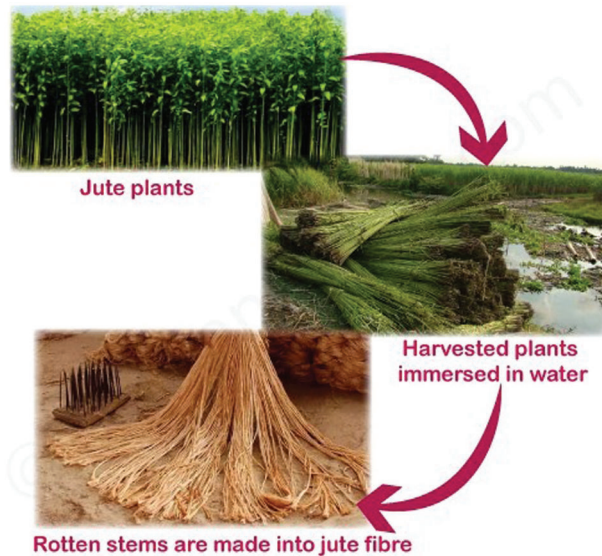 Jute plants
Harvested plants
immersed in water
Rotten stems are made into jute fibre